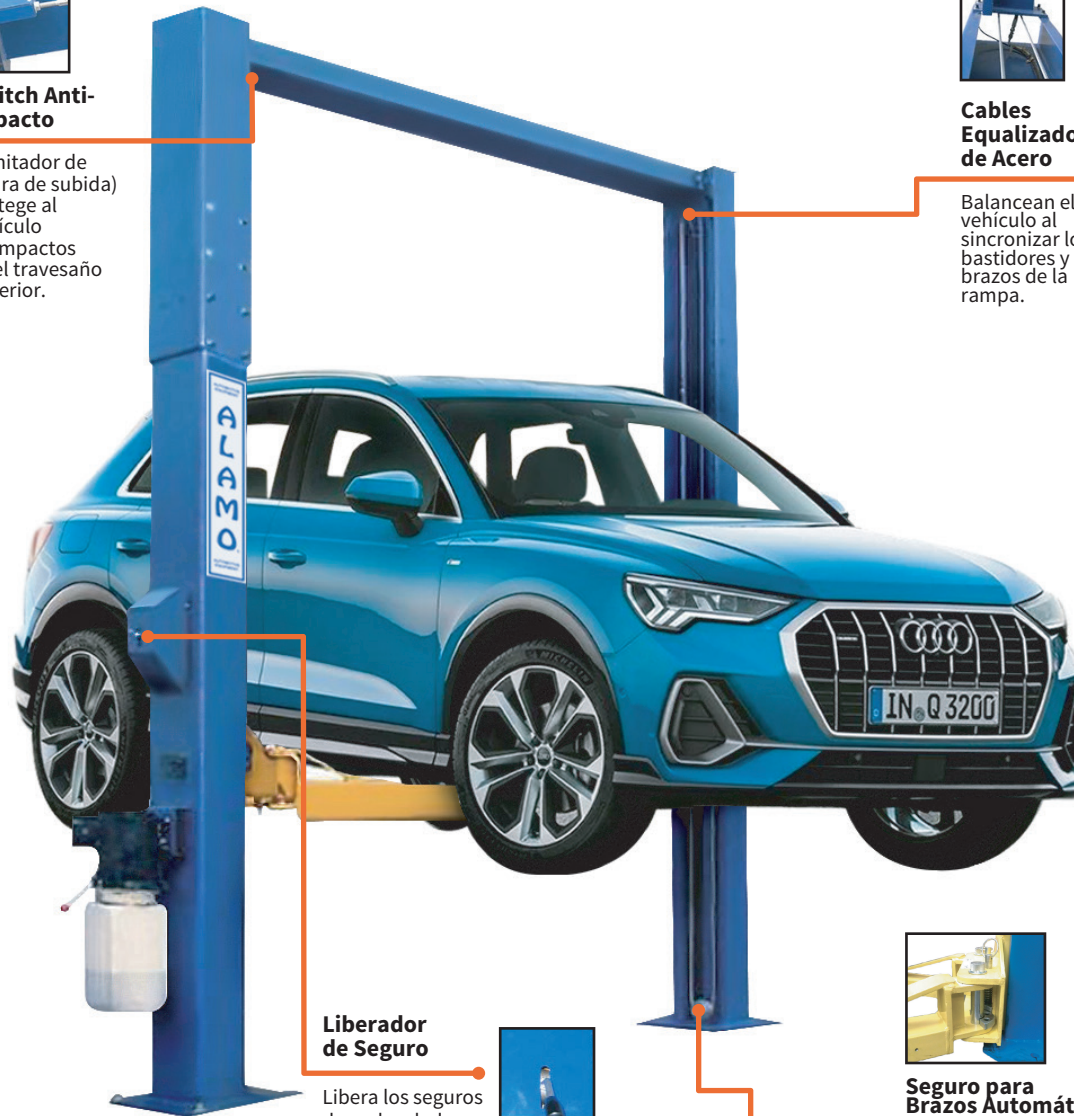 itch Anti-
pacto
nitador de
ra de subida)
tege al
ículo
mpactos
el travesaño
erior.
Cables
Equalizado
de Acero
Balancean el
vehículo al
sincronizar lo
bastidores y
brazos de la
rampa.
ALAMO
MICHELIN
IN Q 3200
Liberador
de Seguro
Libera los seguros
Seguro para
Brazos Automát